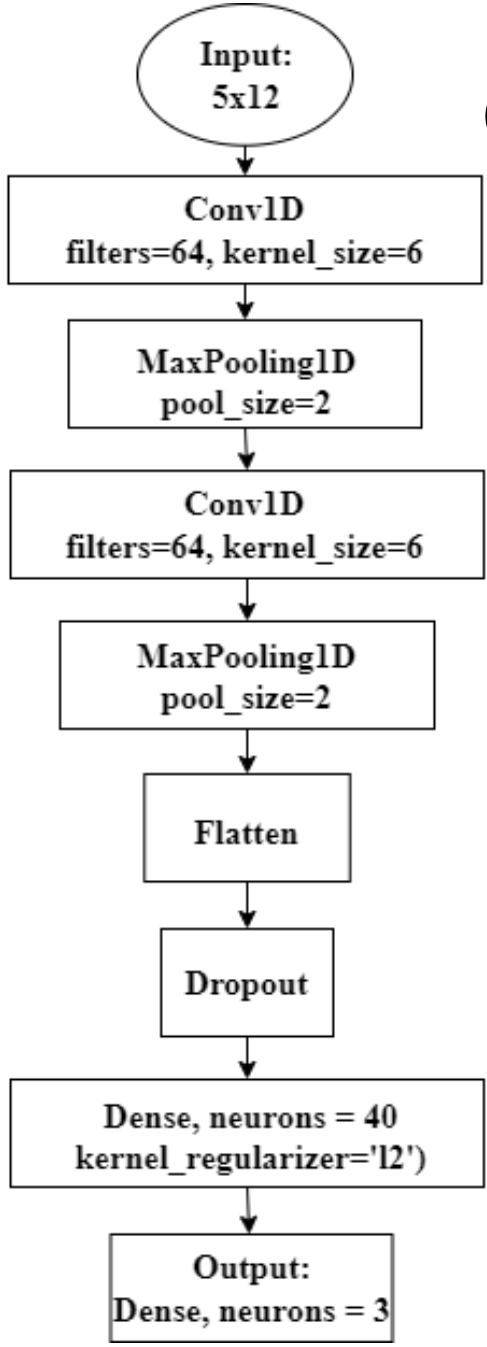 Input:
5x12
Conv1D
filters=64, kernel_size=6
MaxPooling1D
pool_size=2
Conv1D
filters=64, kernel_size=6
MaxPooling1D
pool_size=2
Flatten
Dropout
Dense, neurons = 40
kernel_regularizer='l2')
Output:
Dense, neurons = 3